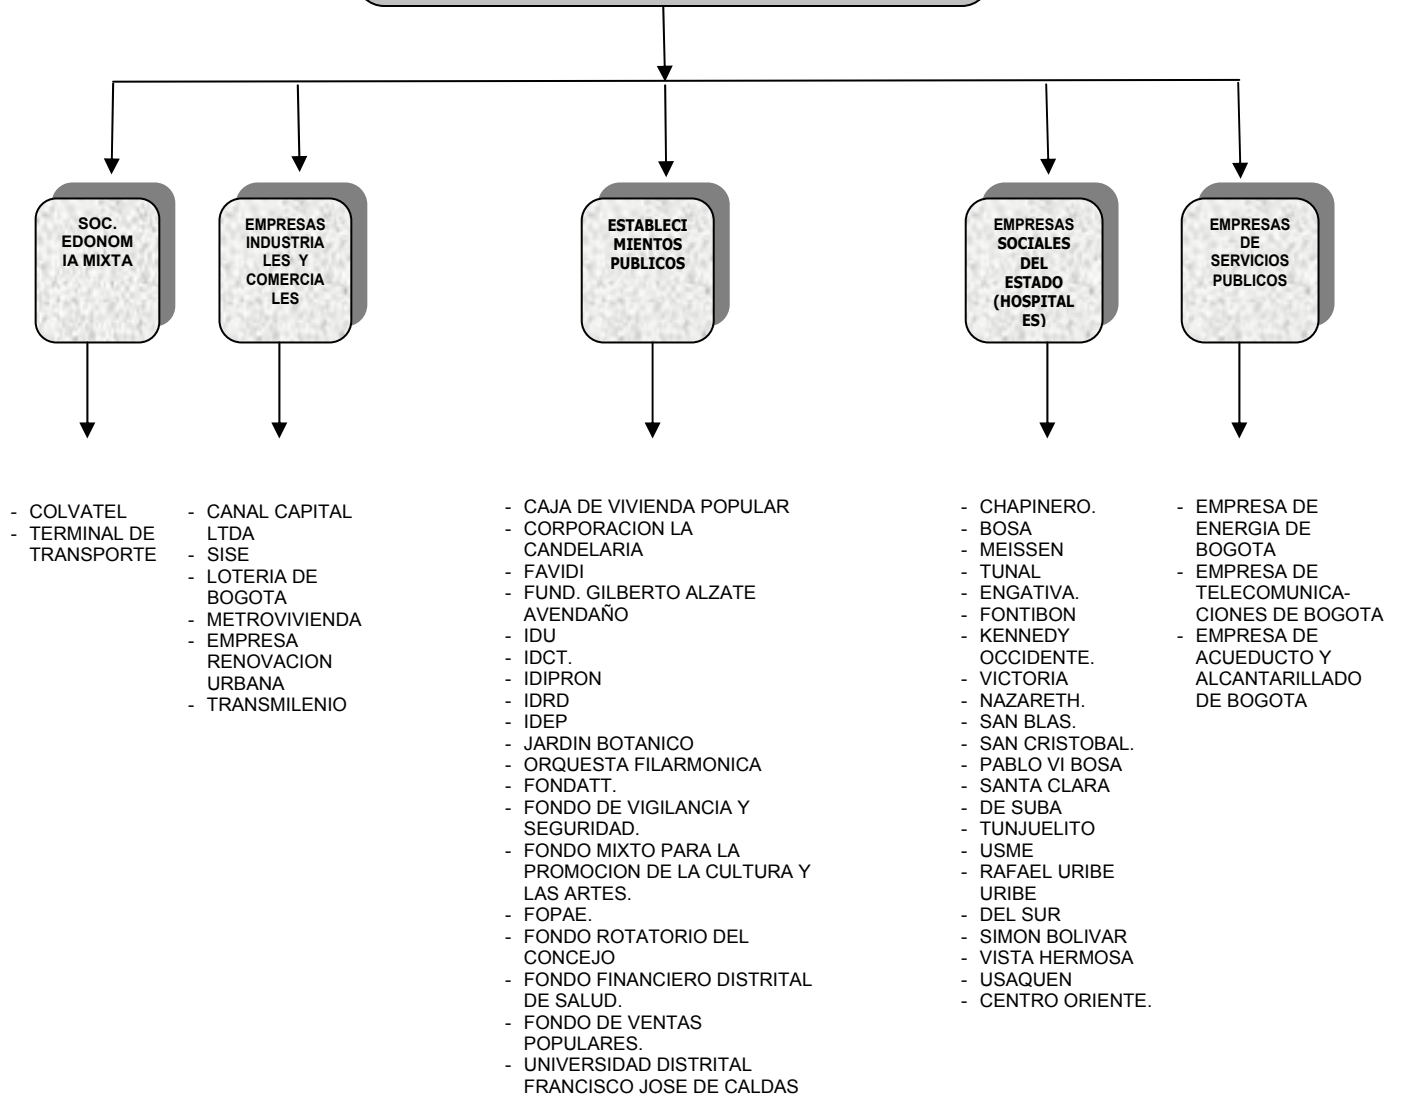 SOC.
EDONOM
IA MIXTA
EMPRESAS
INDUSTRIA
LES Y
COMERCIA
LES
ESTABLECI
MIENTOS
PUBLICOS
EMPRESAS
SOCIALES
DEL
ESTADO
(HOSPITAL
ES)
EMPRESAS
DE
SERVICIOS
PUBLICOS
- COLVATEL
- TERMINAL DE
TRANSPORTE
- CANAL CAPITAL
LTDA
- SISE
- LOTERIA DE
BOGOTA
- METROVIVIENDA
- EMPRESA
RENOVACION
URBANA
- TRANSMILENIO
- CAJA DE VIVIENDA POPULAR
- CORPORACION LA
CANDELARIA
- FAVIDI
- FUND. GILBERTO ALZATE
AVENDAÑO
- IDU
- IDCT.
- IDIPRON
- IDRD
- IDEP
- JARDIN BOTANICO
- ORQUESTA FILARMONICA
- FONDATT.
- FONDO DE VIGILANCIA Y
SEGURIDAD.
- FONDO MIXTO PARA LA
PROMOCION DE LA CULTURA Y
LAS ARTES.
- FOPAE.
- FONDO ROTATORIO DEL
CONCEJO
- FONDO FINANCIERO DISTRITAL
DE SALUD.
- FONDO DE VENTAS
POPULARES.
- UNIVERSIDAD DISTRITAL
FRANCISCO JOSE DE CALDAS
- CHAPINERO.
- BOSA
- MEISSEN
- TUNAL
- ENGATIVA.
- FONTIBON
- KENNEDY
OCCIDENTE.
- VICTORIA
- NAZARETH.
- SAN BLAS.
- SAN CRISTOBAL.
- PABLO VI BOSA
- SANTA CLARA
- DE SUBA
- TUNJUELITO
- USME
- RAFAEL URIBE
URIBE
- DEL SUR
- SIMON BOLIVAR
- VISTA HERMOSA
- USAQUEN
- CENTRO ORIENTE.
- EMPRESA DE
ENERGIA DE
BOGOTA
- EMPRESA DE
TELECOMUNICA-
CIONES DE BOGOTA
- EMPRESA DE
ACUEDUCTO Y
ALCANTARILLADO
DE BOGOTA